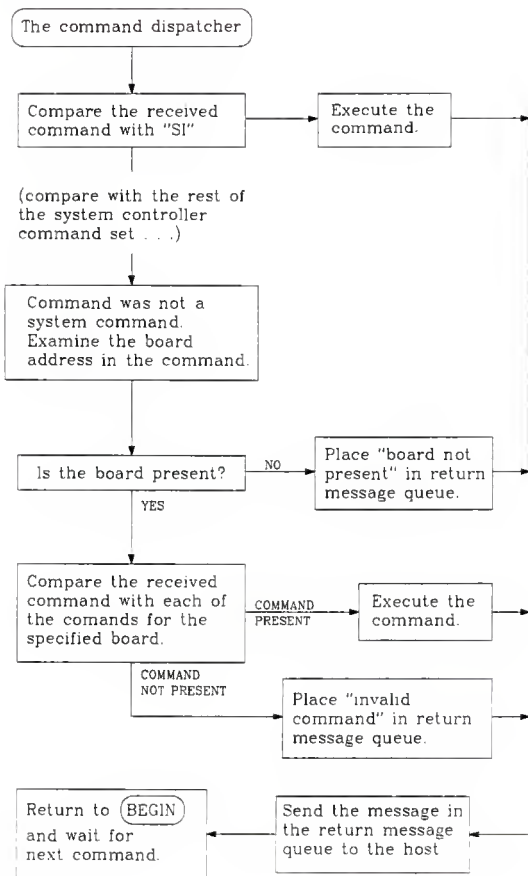 The command dispatcher
Compare the received
command with "SI"
Execute the
command.
(compare with the rest of
the system controller
command set . . .)
Command was not a
system command.
Examine the board
address in the command.
Is the board present?
NO
Place "board not
present" in return
message queue.
YES
Compare the received
command with each of
the comands for the
specified board.
COMMAND
PRESENT
Execute the
command.
COMMAND
NOT PRESENT
Place "invalid
command" in return
message queue.
Return to BEGIN
and wait for
next command.
Send the message in
the return message
queue to the host